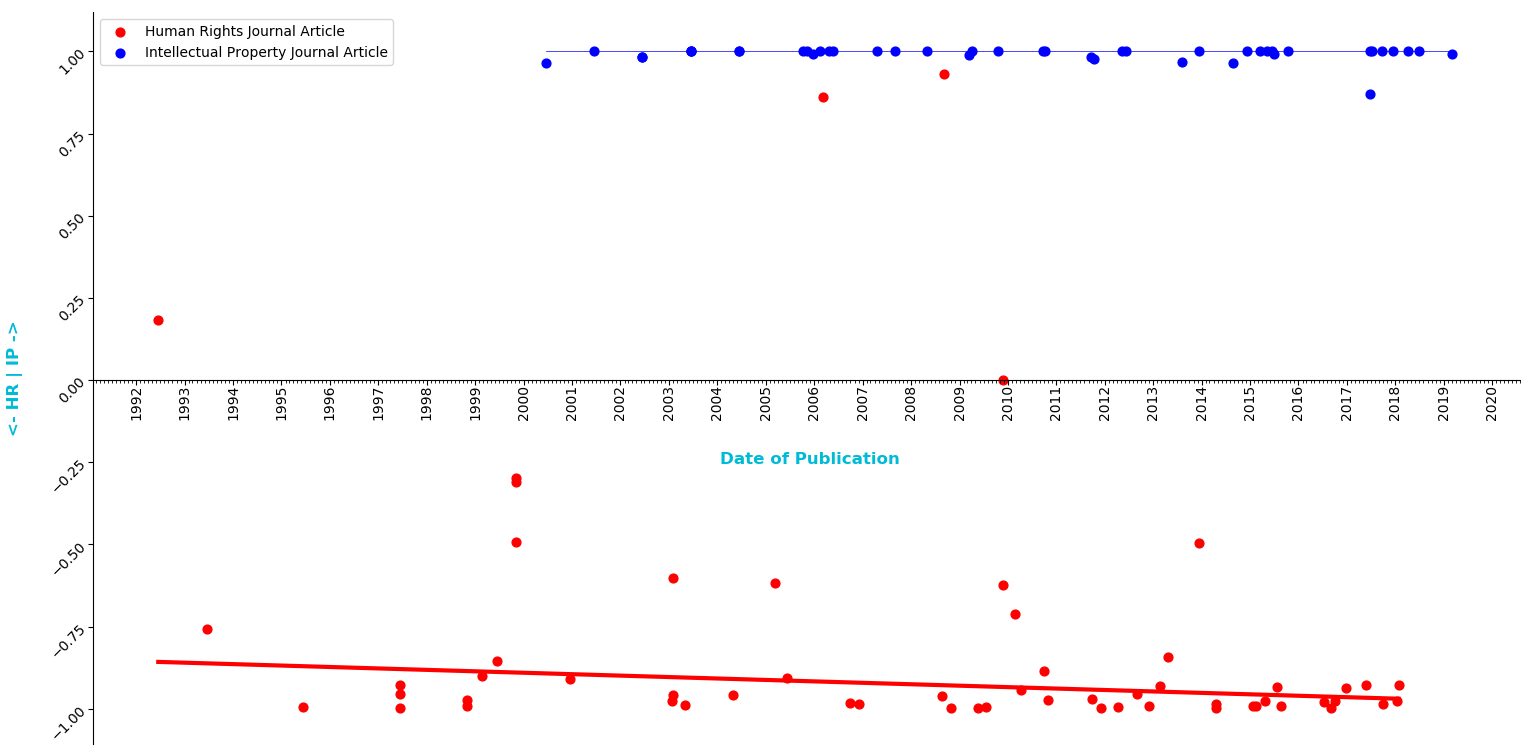 Human Rights Journal Article
Intellectual Property Journal Article
1.00
0.75
0.50
0.25
0.00
−0.25
−0.50
−0.75
−1.00
<- HR | IP ->
1992 1993 1994 1995 1996 1997 1998 1999 2000 2001 2002 2003 2004 2005 2006 2007 2008 2009 2010 2011 2012 2013 2014 2015 2016 2017 2018 2019 2020
Date of Publication